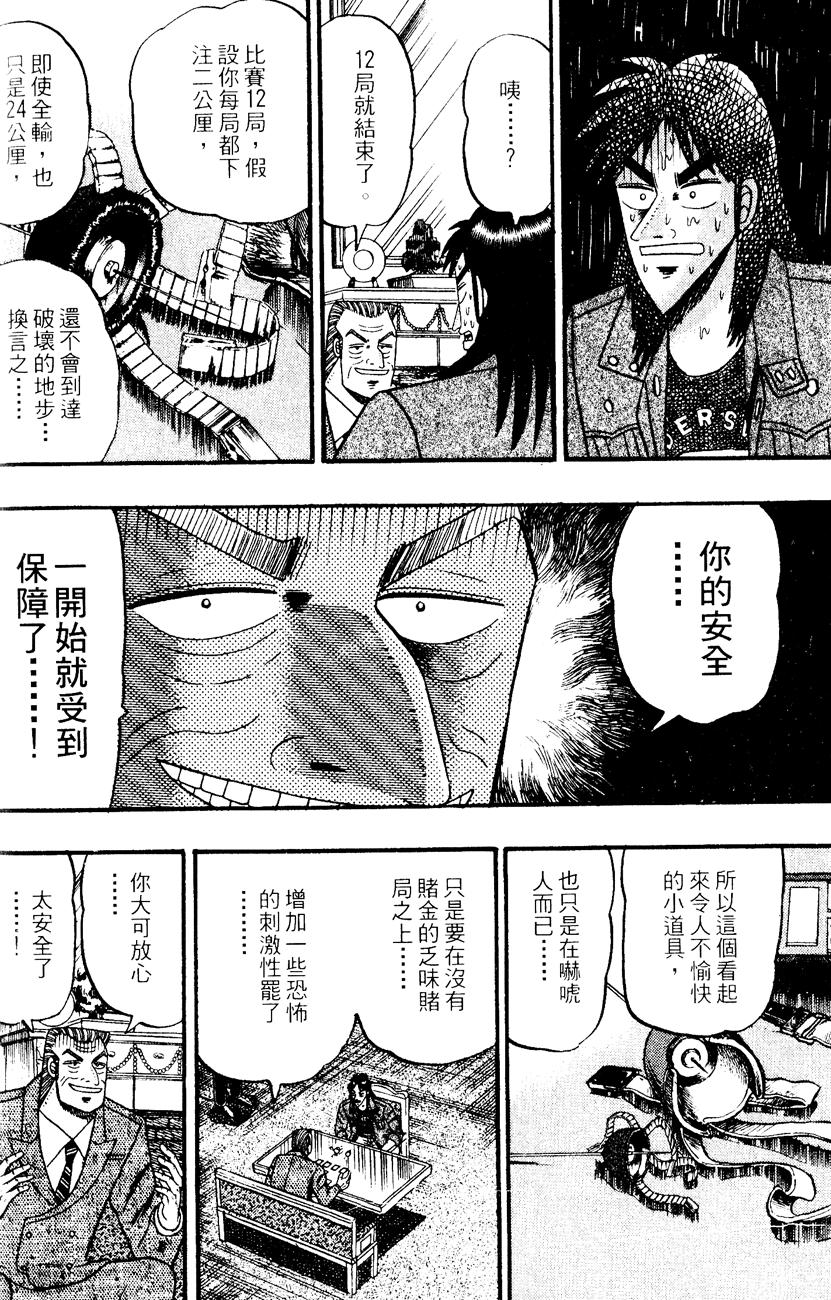 咦……？
12局就結束了。
比賽12局，假
設你每局都下
注二公厘，
即使全輸，也
只是24公厘，
還不會到達
破壞的地步…
換言之……
PERSI
你的安全
……
一開始就受到
保障了……！
所以這個看起
來令人不愉快
的小道具，
也只是在嚇唬
人而已……
只是要在沒有
賭金的乏味賭
局之上……
增加一些恐怖
的刺激性罷了
………
你大可放心
……
太安全了
……！